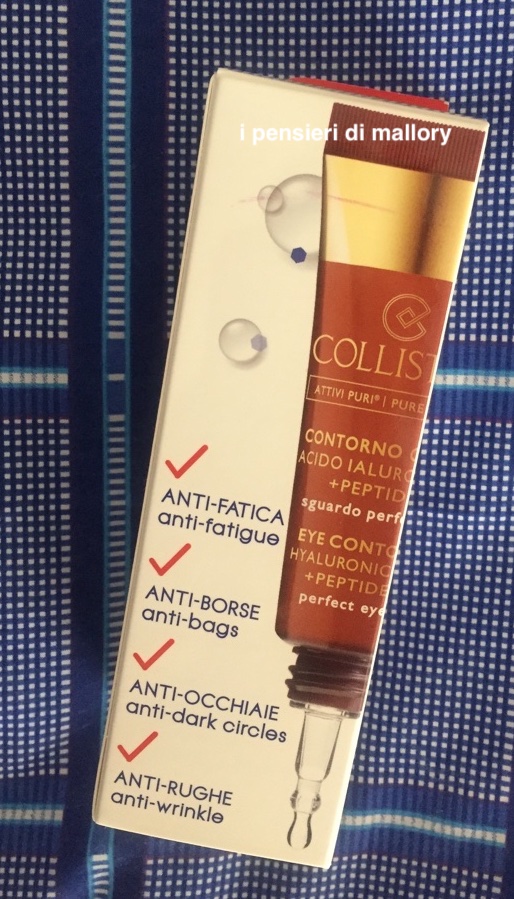 i pensieri di mallory
COLLIST
ATTIVI PURI® | PURE
CONTORNO
ACIDO IALURO
+PEPTID
sguardo perf
EYE CONTO
HYALURONIC
+PEPTIDE
perfect eye
ANTI-FATICA
anti-fatigue
ANTI-BORSE
anti-bags
ANTI-OCCHIAIE
anti-dark circles
ANTI-RUGHE
anti-wrinkle